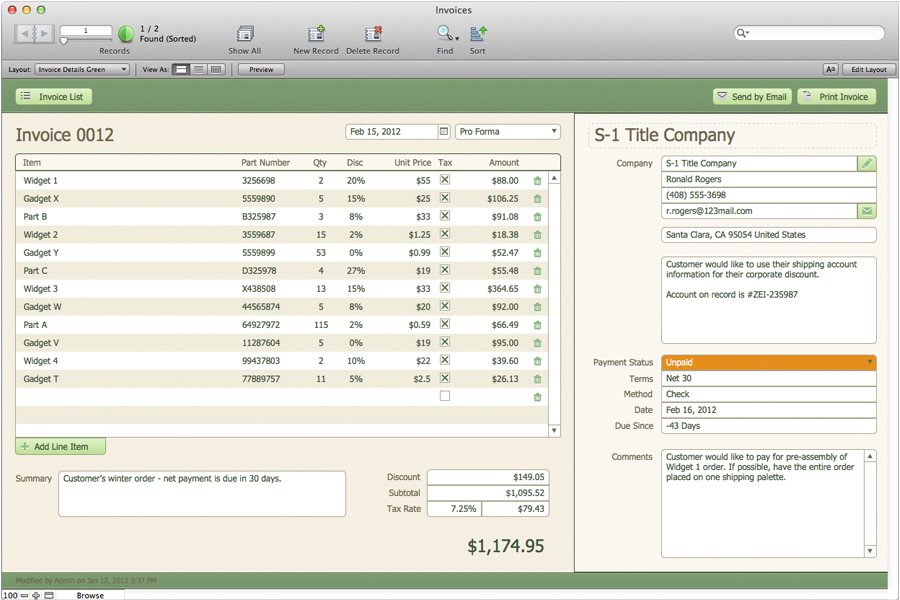 Invoices
1
1 / 2
Found (Sorted)
Records
Show All
New Record
Delete Record
Find
Sort
Layout:
Invoice Details Green
View As:
Preview
Aa
Edit Layout
Invoice List
Send by Email
Print Invoice
Invoice 0012
Feb 15, 2012
Pro Forma
Item Part Number Qty Disc Unit Price Tax Amount
Widget 1 3256698 2 20% $55 $88.00
Gadget X 5559890 5 15% $25 $106.25
Part B B325987 3 8% $33 $91.08
Widget 2 3559687 15 2% $1.25 $18.38
Gadget Y 5559899 53 0% $0.99 $52.47
Part C D325978 4 27% $19 $55.48
Widget 3 X438508 13 15% $33 $364.65
Gadget W 44565874 5 8% $20 $92.00
Part A 64927972 115 2% $0.59 $66.49
Gadget V 11287604 5 0% $19 $95.00
Widget 4 99437803 2 10% $22 $39.60
Gadget T 77889757 11 5% $2.5 $26.13
Add Line Item
Summary
Customer's winter order - net payment is due in 30 days.
Discount $149.05
Subtotal $1,095.52
Tax Rate 7.25% $79.43
$1,174.95
S-1 Title Company
Company
S-1 Title Company
Ronald Rogers
(408) 555-3698
r.rogers@123mail.com
Santa Clara, CA 95054 United States
Customer would like to use their shipping account
information for their corporate discount.
Account on record is #ZEI-235987
Payment Status Unpaid
Terms Net 30
Method Check
Date Feb 16, 2012
Due Since -43 Days
Comments
Customer would like to pay for pre-assembly of
Widget 1 order. If possible, have the entire order
placed on one shipping palette.
Modified by Admin on Jan 12, 2012 3:37 PM
100
Browse